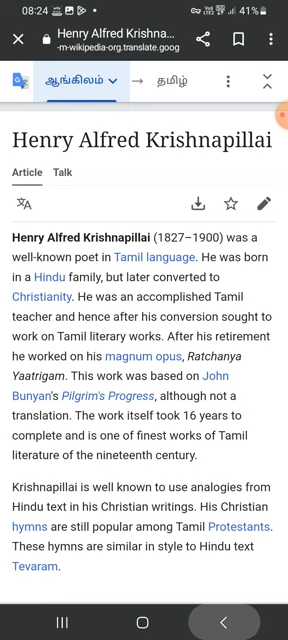 08:24
41%
Henry Alfred Krishna...
-m-wikipedia-org.translate.goog
ஆங்கிலம் தமிழ்
Henry Alfred Krishnapillai
Article Talk
Henry Alfred Krishnapillai (1827–1900) was a
well-known poet in Tamil language. He was born
in a Hindu family, but later converted to
Christianity. He was an accomplished Tamil
teacher and hence after his conversion sought to
work on Tamil literary works. After his retirement
he worked on his magnum opus, Ratchanya
Yaatrigam. This work was based on John
Bunyan's Pilgrim's Progress, although not a
translation. The work itself took 16 years to
complete and is one of finest works of Tamil
literature of the nineteenth century.
Krishnapillai is well known to use analogies from
Hindu text in his Christian writings. His Christian
hymns are still popular among Tamil Protestants.
These hymns are similar in style to Hindu text
Tevaram.